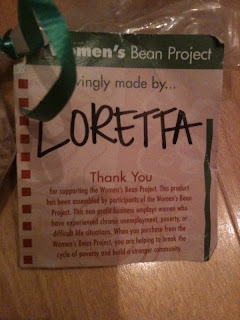 Women's Bean Project
vingly made by...
LORETTA
Thank You
For supporting the Women's Bean Project. This product
has been assembled by participants of the Women's Bean
Project. This non profit business employs women who
have experienced chronic unemployment, poverty, or
difficult life situations. When you purchase from the
Women's Bean Project, you are helping to break the
cycle of poverty and build a stronger community.